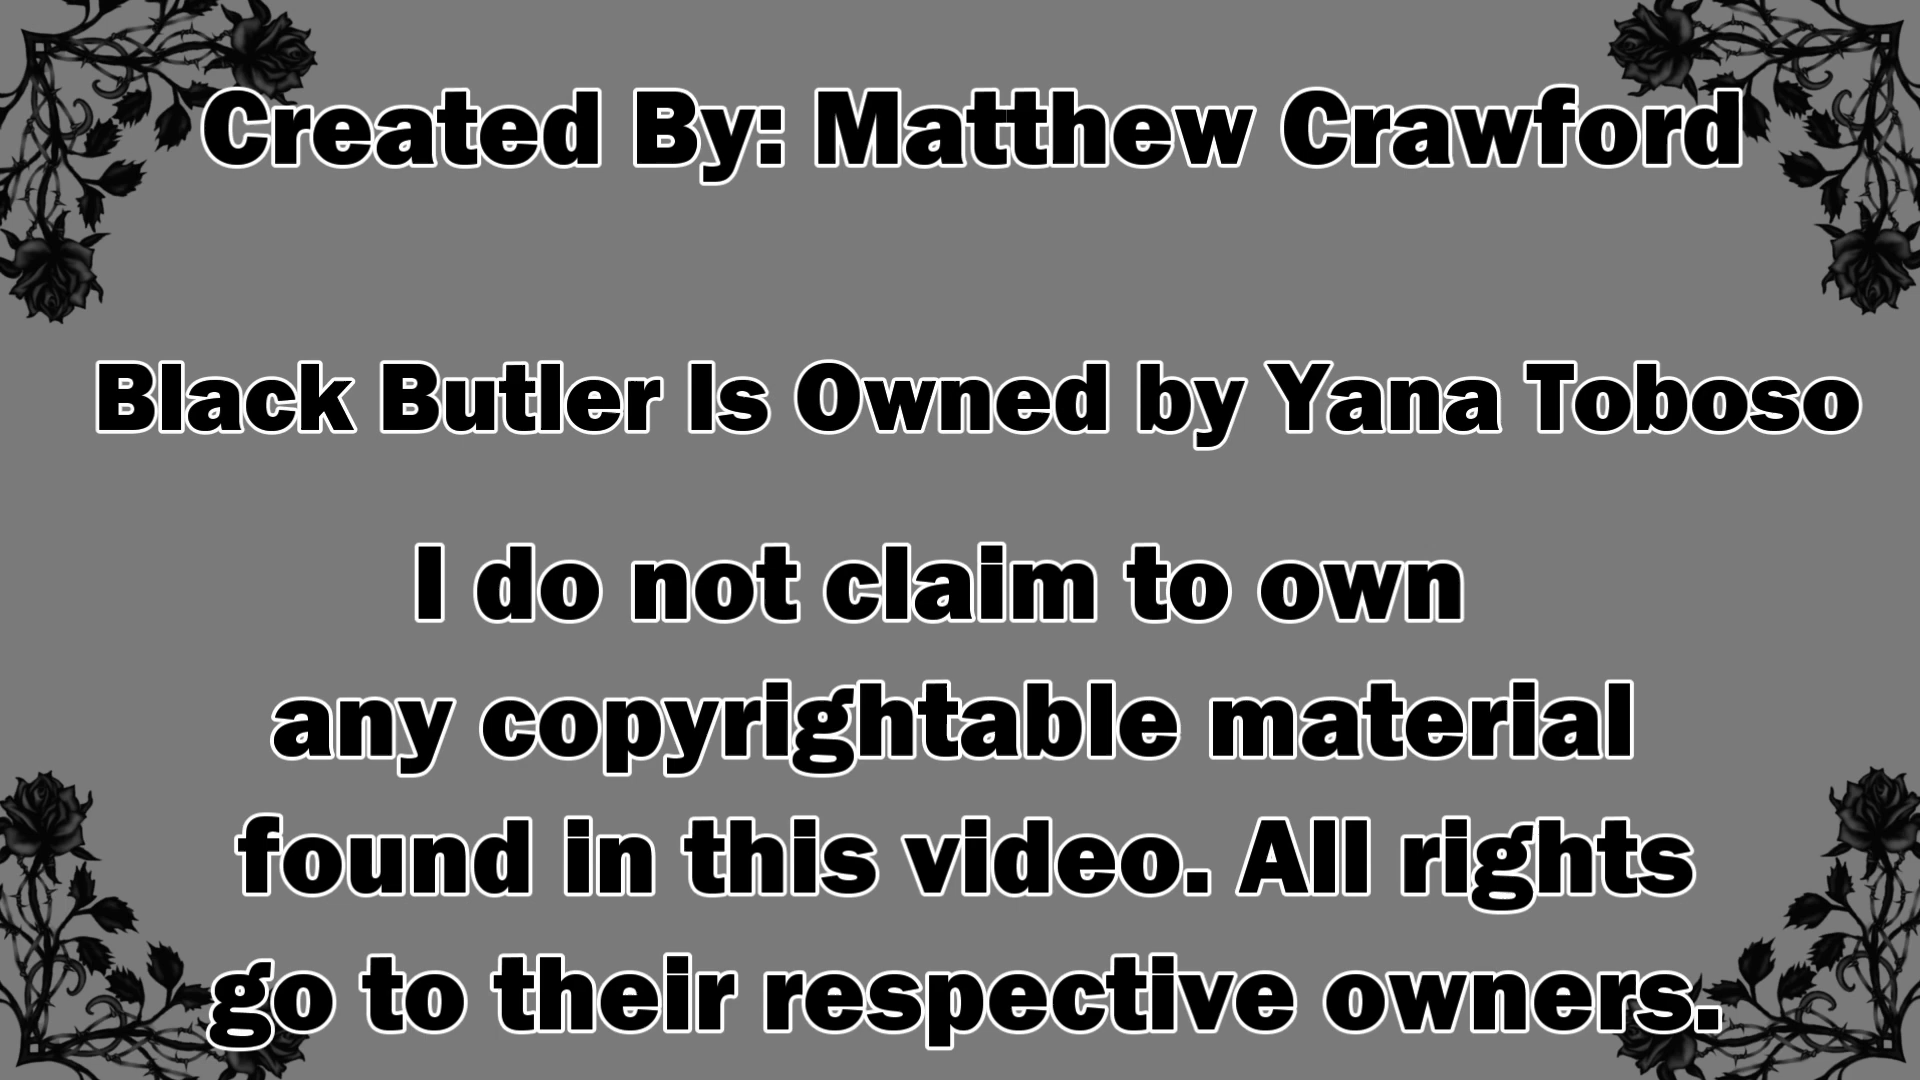 Created By: Matthew Crawford
Black Butler Is Owned by Yana Toboso
I do not claim to own
any copyrightable material
found in this video. All rights
go to their respective owners.